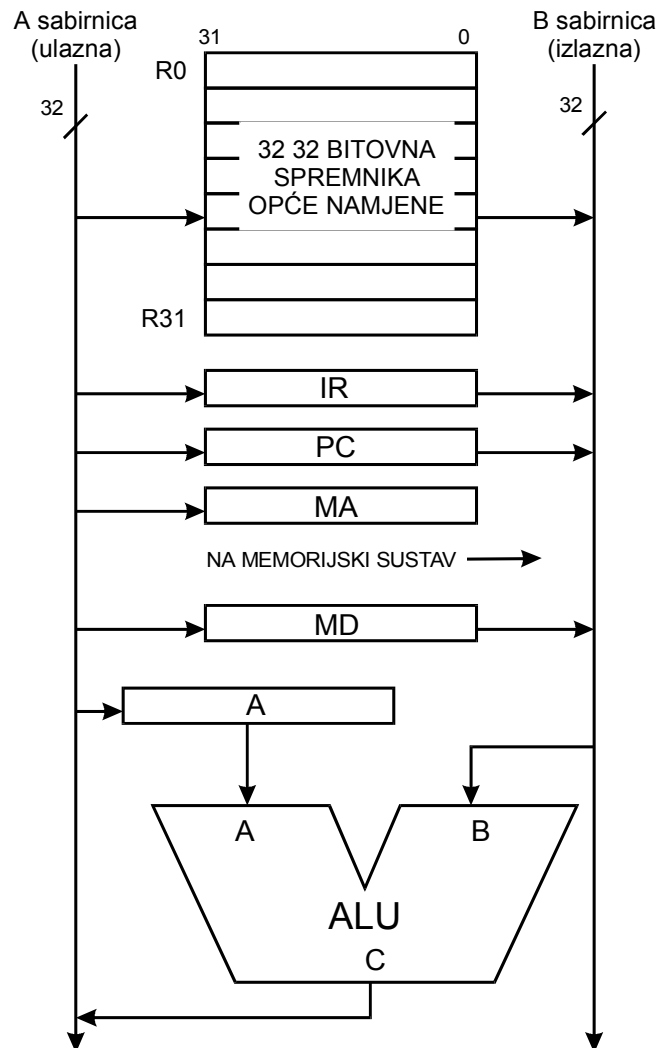 A sabirnica
(ulazna)
B sabirnica
(izlazna)
31
0
R0
32
32
32 32 BITOVNA
SPREMNIKA
OPĆE NAMJENE
R31
IR
PC
MA
NA MEMORIJSKI SUSTAV
MD
A
A
B
ALU
C